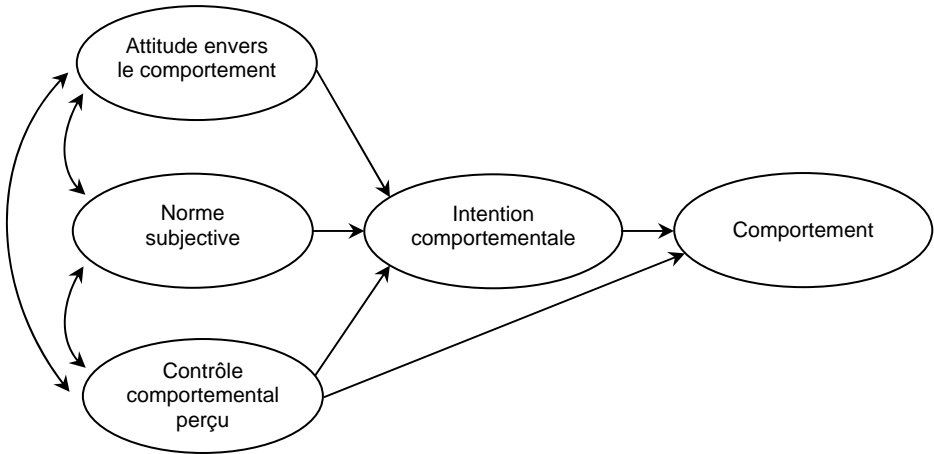 Attitude envers
le comportement
Norme
subjective
Intention
comportementale
Comportement
Contrôle
comportemental
perçu